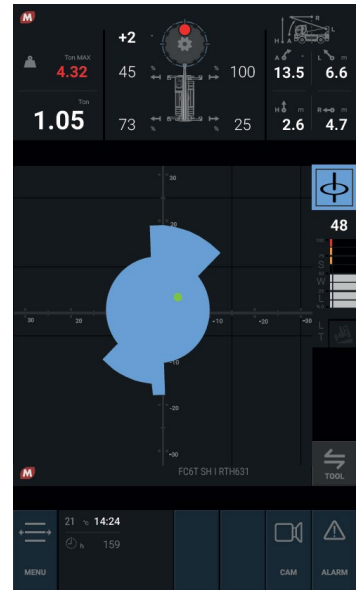 M
Ton MAX
4.32
Ton
1.05
+2 °
45 %
100 %
73 %
25 %
R
H A L
A °
13.5
L m
6.6
H m
2.6
R m
4.7
30
20
30 20 -10 -20 -30
-10
-20
-30
48
S
W
L
L
T
M
FC6T SH I RTH631
TOOL
21 °c 14:24
h 159
MENU
CAM
ALARM